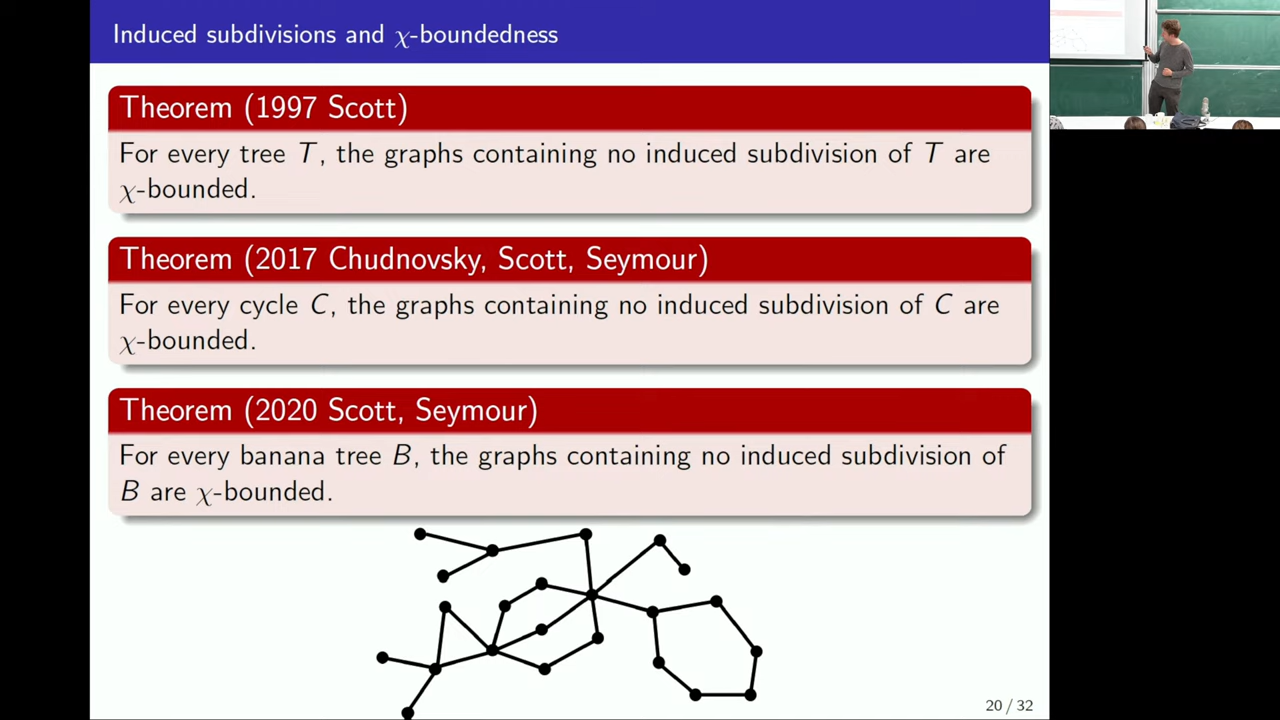 Induced subdivisions and χ-boundedness
Theorem (1997 Scott)
For every tree T, the graphs containing no induced subdivision of T are
χ-bounded.
Theorem (2017 Chudnovsky, Scott, Seymour)
For every cycle C, the graphs containing no induced subdivision of C are
χ-bounded.
Theorem (2020 Scott, Seymour)
For every banana tree B, the graphs containing no induced subdivision of
B are χ-bounded.
20 / 32